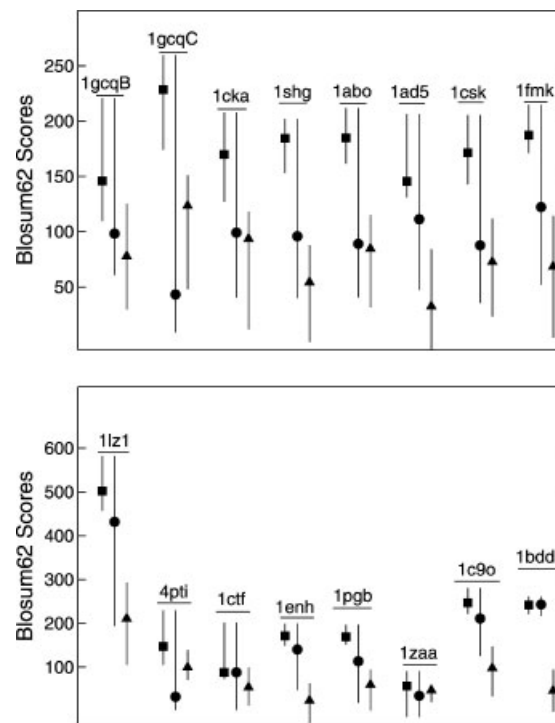 250
200
150
100
50
Blosum62 Scores
1gcqB
1gcqC
1cka
1shg
1abo
1ad5
1csk
1fmk
600
500
400
300
200
100
Blosum62 Scores
1lz1
4pti
1ctf
1enh
1pgb
1zaa
1c9o
1bdd